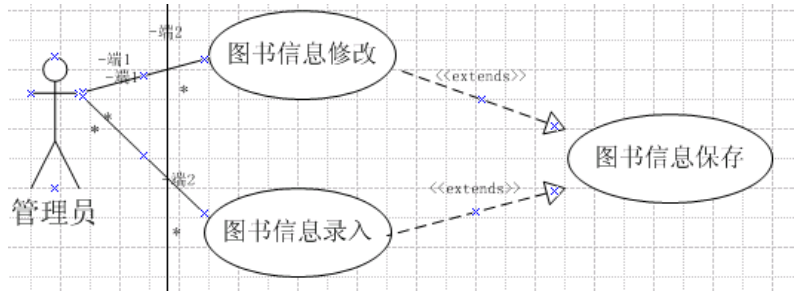 -端2
图书信息修改
-端1
-端1
<<extends>>
*
*
*
图书信息保存
-端2
<<extends>>
管理员
图书信息录入
*